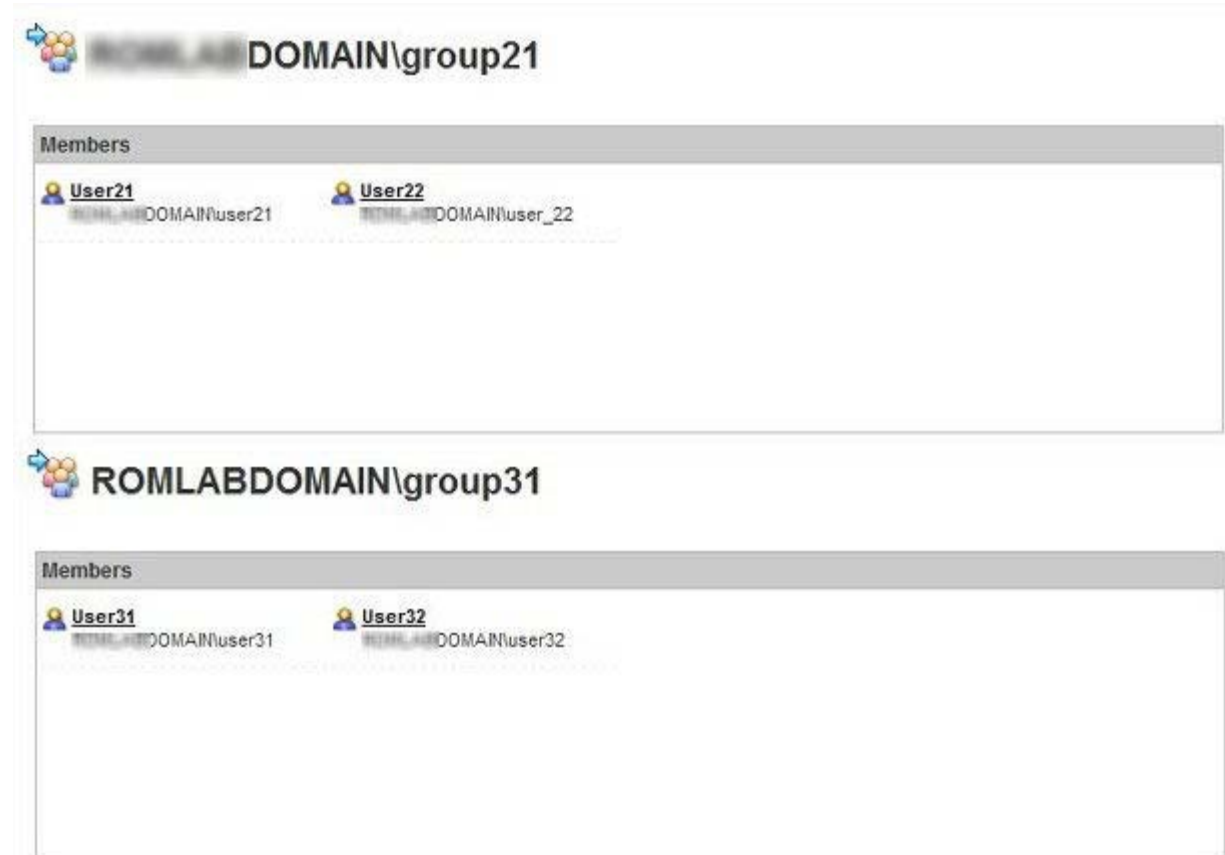 DOMAIN\group21
Members
User21 User22
DOMAIN\user21 DOMAIN\user_22
ROMLABDOMAIN\group31
Members
User31 User32
DOMAIN\user31 DOMAIN\user32